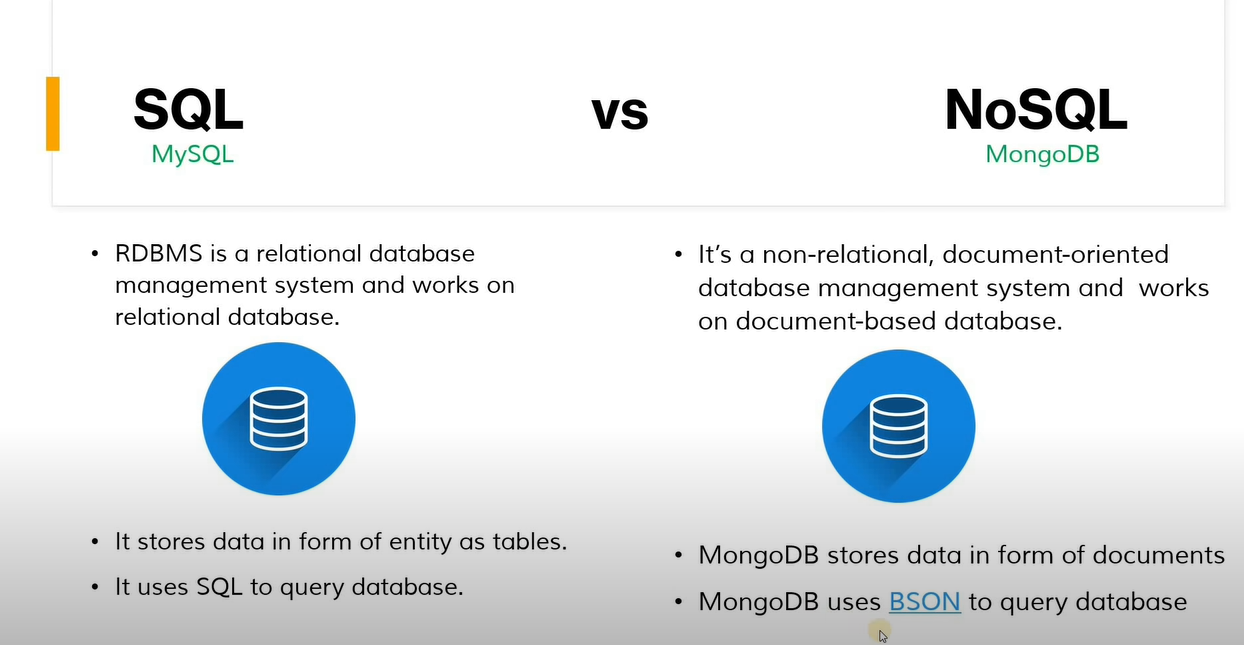 SQL
vs
NoSQL
MySQL
MongoDB
• RDBMS is a relational database
management system and works on
relational database.
• It stores data in form of entity as tables.
• It uses SQL to query database.
• It’s a non-relational, document-oriented
database management system and works
on document-based database.
• MongoDB stores data in form of documents
• MongoDB uses BSON to query database